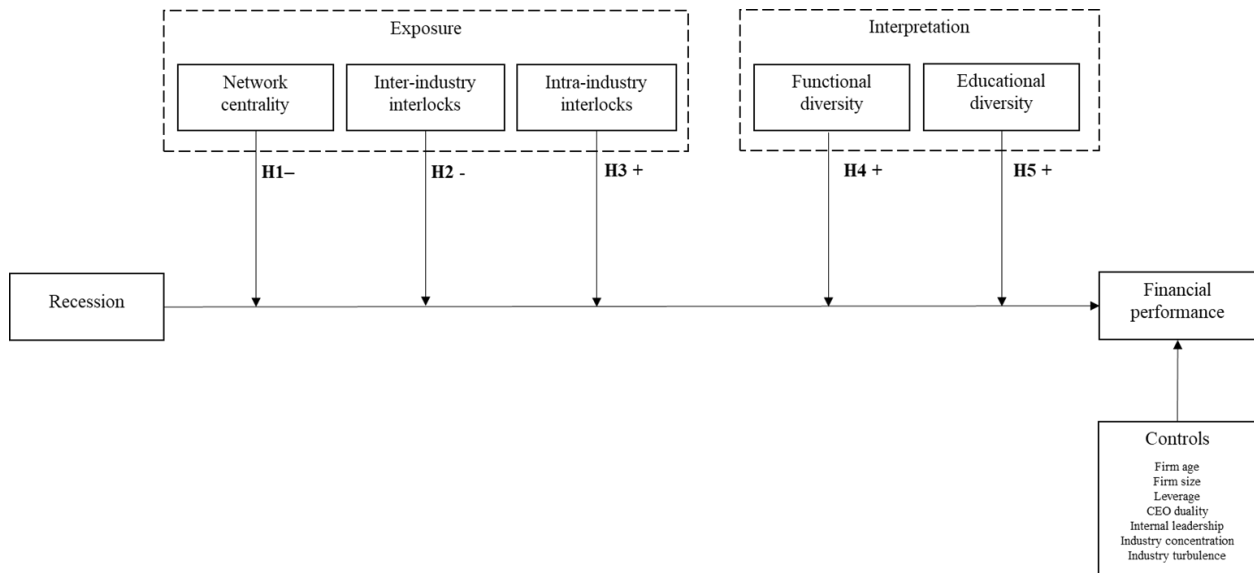 Exposure
Network
centrality
Inter-industry
interlocks
Intra-industry
interlocks
Interpretation
Functional
diversity
Educational
diversity
H1–
H2 -
H3 +
H4 +
H5 +
Recession
Financial
performance
Controls
Firm age
Firm size
Leverage
CEO duality
Internal leadership
Industry concentration
Industry turbulence